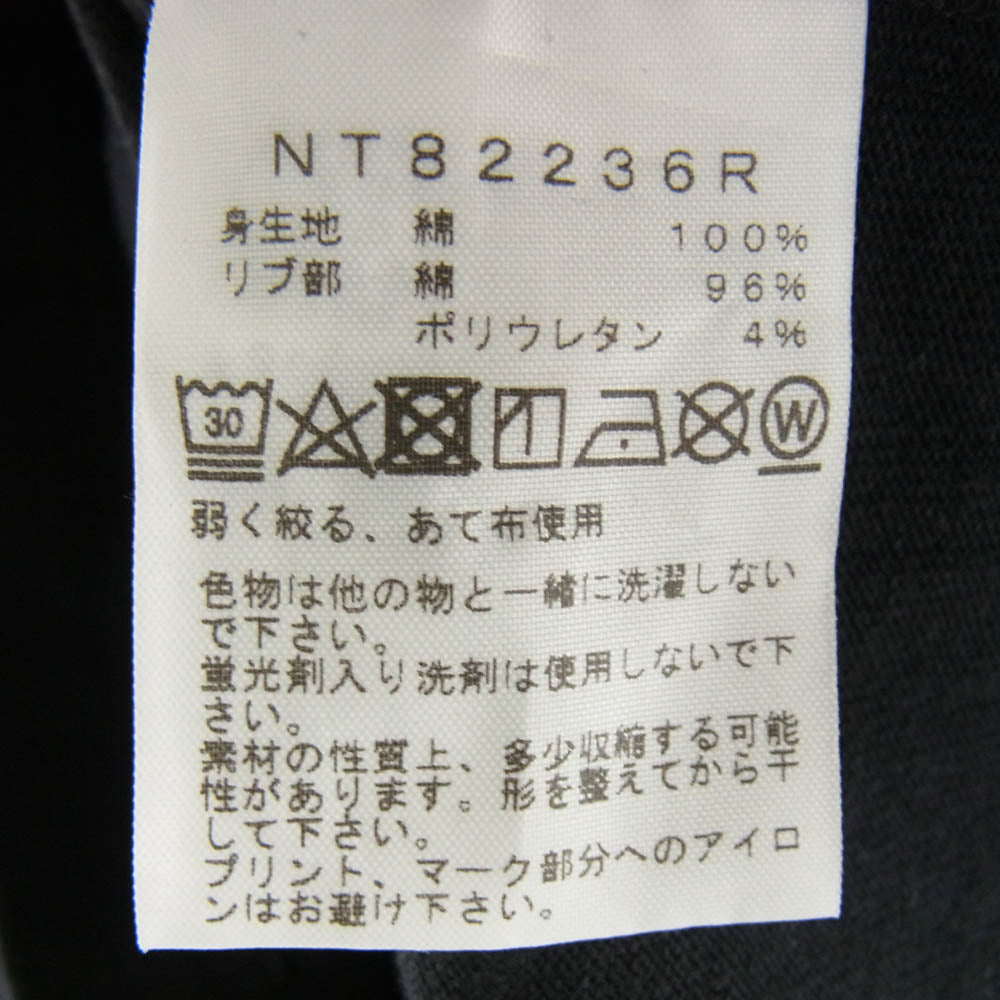 NT82236R
身生地 綿 100%
リブ部 綿 96%
ポリウレタン 4%
30 W
弱く絞る、あて布使用
色物は他の物と一緒に洗濯しない
で下さい。
蛍光剤入り洗剤は使用しないで下
さい。
素材の性質上、多少収縮する可能
性があります。形を整えてから干
して下さい。
プリント、マーク部分へのアイロ
ンはお避け下さい。